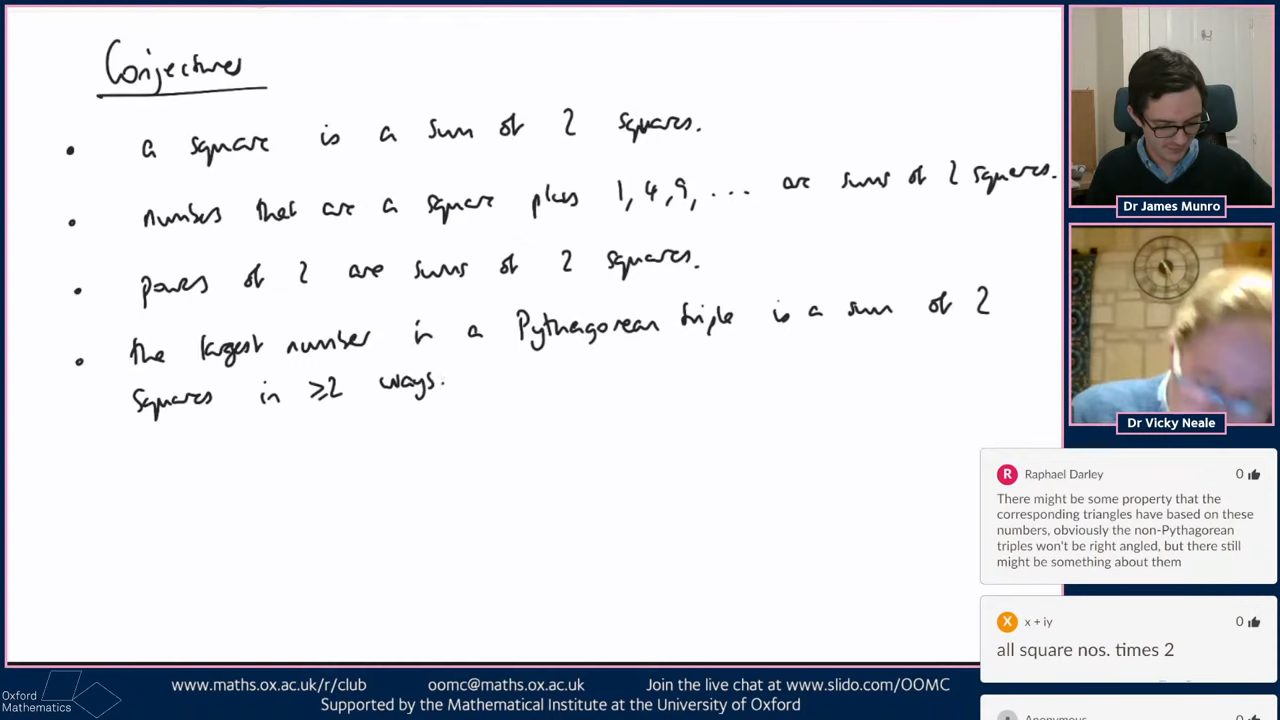 Conjectures
• a square is a sum of 2 squares.
• numbers that are a square plus 1, 4, 9, ... are sums of 2 squares.
• powers of 2 are sums of 2 squares.
• the largest number in a Pythagorean triple is a sum of 2
squares in ≥2 ways.
Dr James Munro
Dr Vicky Neale
R Raphael Darley 0
There might be some property that the
corresponding triangles have based on these
numbers, obviously the non-Pythagorean
triples won't be right angled, but there still
might be something about them
X x + iy 0
all square nos. times 2
Anonymous
Oxford
Mathematics
www.maths.ox.ac.uk/r/club oomc@maths.ox.ac.uk Join the live chat at www.slido.com/OOMC
Supported by the Mathematical Institute at the University of Oxford